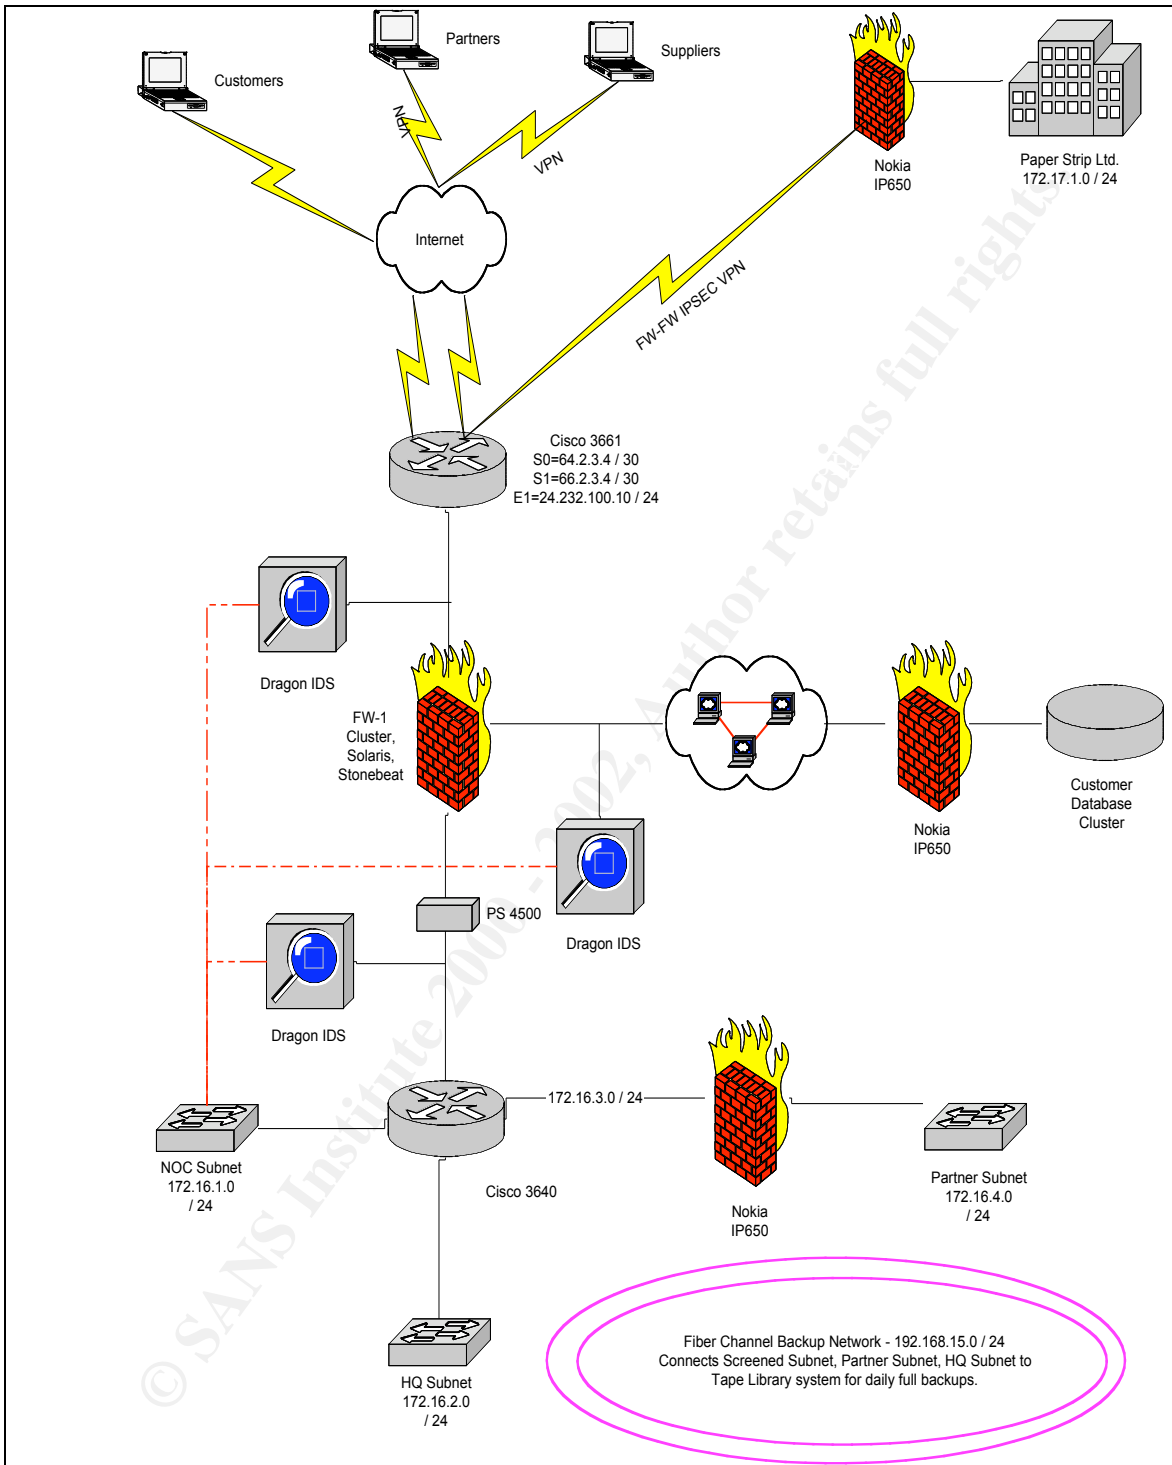 Partners
Suppliers
Customers
VPN
VPN
Internet
Nokia
IP650
Paper Strip Ltd.
172.17.1.0 / 24
FW-FW IPSEC VPN
Cisco 3661
S0=64.2.3.4 / 30
S1=66.2.3.4 / 30
E1=24.232.100.10 / 24
Dragon IDS
FW-1
Cluster,
Solaris,
Stonebeat
Nokia
IP650
Customer
Database
Cluster
PS 4500
Dragon IDS
Dragon IDS
172.16.3.0 / 24
NOC Subnet
172.16.1.0
/ 24
Cisco 3640
Nokia
IP650
Partner Subnet
172.16.4.0
/ 24
HQ Subnet
172.16.2.0
/ 24
Fiber Channel Backup Network - 192.168.15.0 / 24
Connects Screened Subnet, Partner Subnet, HQ Subnet to
Tape Library system for daily full backups.
© SANS Institute 2000 - 2002, Author retains full rights.